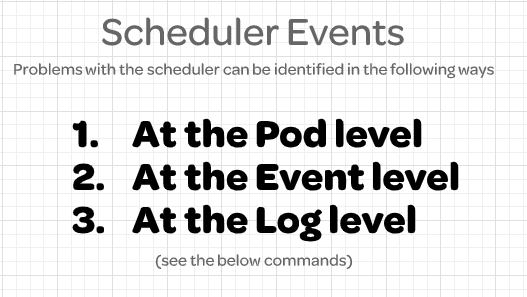 Scheduler Events
Problems with the scheduler can be identified in the following ways
1. At the Pod level
2. At the Event level
3. At the Log level
(see the below commands)